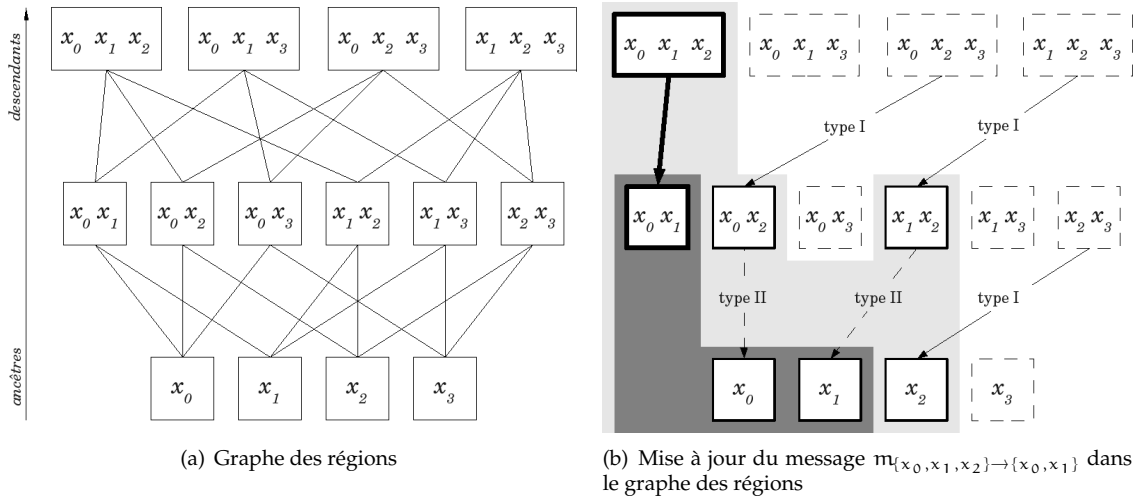 descendants
ancêtres
x0 x1 x2
x0 x1 x3
x0 x2 x3
x1 x2 x3
x0 x1
x0 x2
x0 x3
x1 x2
x1 x3
x2 x3
x0
x1
x2
x3
(a) Graphe des régions
x0 x1 x2
x0 x1 x3
x0 x2 x3
x1 x2 x3
type I
type I
x0 x1
x0 x2
x0 x3
x1 x2
x1 x3
x2 x3
type II
type II
type I
x0
x1
x2
x3
(b) Mise à jour du message m{x0,x1,x2}→{x0,x1} dans
le graphe des régions